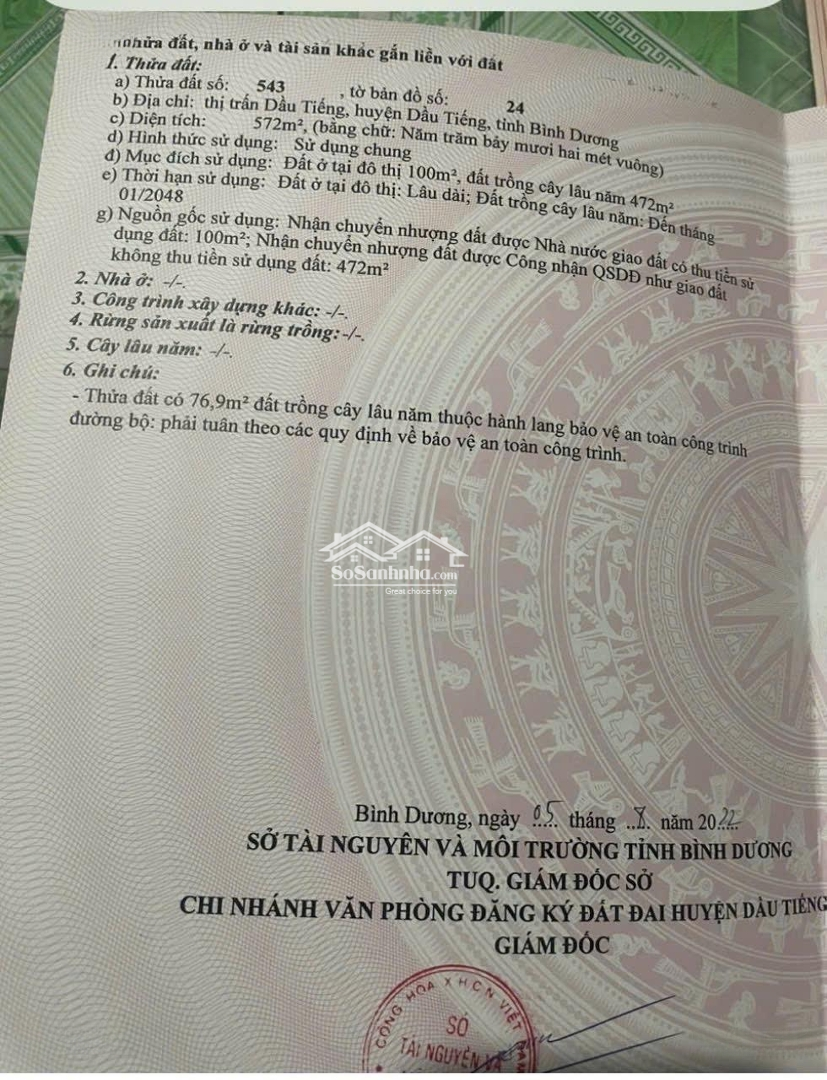 thửa đất, nhà ở và tài sản khác gắn liền với đất
1. Thửa đất:
a) Thửa đất số: 543 , tờ bản đồ số: 24
b) Địa chỉ: thị trấn Dầu Tiếng, huyện Dầu Tiếng, tỉnh Bình Dương
c) Diện tích: 572m², (bằng chữ: Năm trăm bảy mươi hai mét vuông)
d) Hình thức sử dụng: Sử dụng chung
đ) Mục đích sử dụng: Đất ở tại đô thị 100m², đất trồng cây lâu năm 472m²
e) Thời hạn sử dụng: Đất ở tại đô thị: Lâu dài; Đất trồng cây lâu năm: Đến tháng
01/2048
g) Nguồn gốc sử dụng: Nhận chuyển nhượng đất được Nhà nước giao đất có thu tiền sử
dụng đất: 100m²; Nhận chuyển nhượng đất được Công nhận QSDĐ như giao đất
không thu tiền sử dụng đất: 472m²
2. Nhà ở: -/-.
3. Công trình xây dựng khác: -/-.
4. Rừng sản xuất là rừng trồng: -/-.
5. Cây lâu năm: -/-.
6. Ghi chú:
- Thửa đất có 76,9m² đất trồng cây lâu năm thuộc hành lang bảo vệ an toàn công trình
đường bộ: phải tuân theo các quy định về bảo vệ an toàn công trình.
SoSanhnha.com
Great choice for you
Bình Dương, ngày 05 tháng 8 năm 2022
SỞ TÀI NGUYÊN VÀ MÔI TRƯỜNG TỈNH BÌNH DƯƠNG
TUQ. GIÁM ĐỐC SỞ
CHI NHÁNH VĂN PHÒNG ĐĂNG KÝ ĐẤT ĐAI HUYỆN DẦU TIẾNG
GIÁM ĐỐC
CỘNG HÒA X H C N VIỆT NAM
SỞ
TÀI NGUYÊN VÀ